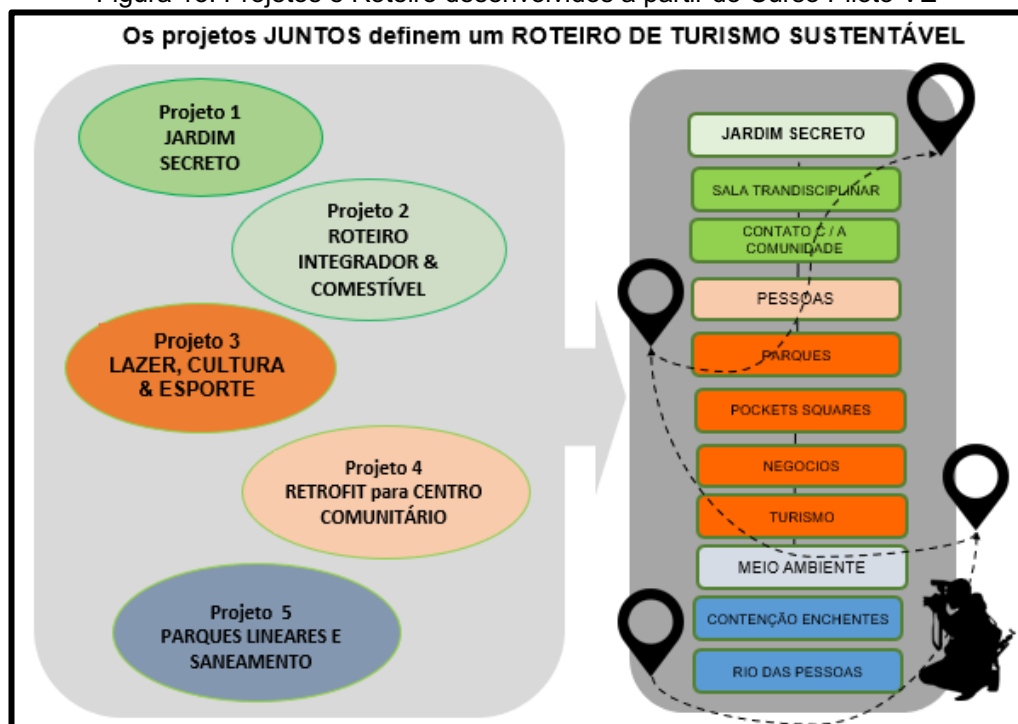 Os projetos JUNTOS definem um ROTEIRO DE TURISMO SUSTENTÁVEL
Projeto 1
JARDIM
SECRETO
Projeto 2
ROTEIRO
INTEGRADOR &
COMESTÍVEL
Projeto 3
LAZER, CULTURA
& ESPORTE
Projeto 4
RETROFIT para CENTRO
COMUNITÁRIO
Projeto 5
PARQUES LINEARES E
SANEAMENTO
JARDIM SECRETO
SALA TRANDISCIPLINAR
CONTATO C / A
COMUNIDADE
PESSOAS
PARQUES
POCKETS SQUARES
NEGOCIOS
TURISMO
MEIO AMBIENTE
CONTENÇÃO ENCHENTES
RIO DAS PESSOAS